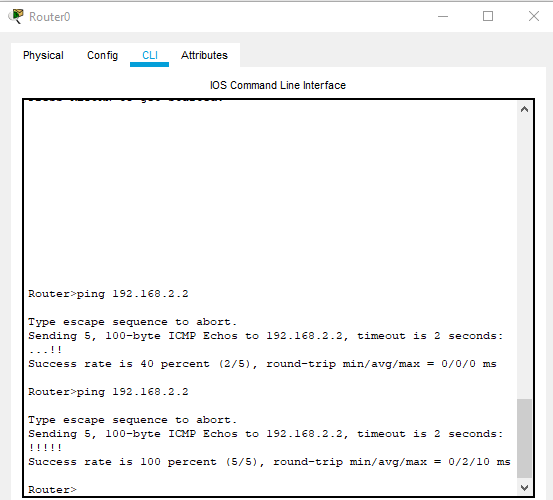 Router0
Physical Config CLI Attributes
IOS Command Line Interface
Router>ping 192.168.2.2
Type escape sequence to abort.
Sending 5, 100-byte ICMP Echos to 192.168.2.2, timeout is 2 seconds:
...!!
Success rate is 40 percent (2/5), round-trip min/avg/max = 0/0/0 ms
Router>ping 192.168.2.2
Type escape sequence to abort.
Sending 5, 100-byte ICMP Echos to 192.168.2.2, timeout is 2 seconds:
!!!!!
Success rate is 100 percent (5/5), round-trip min/avg/max = 0/2/10 ms
Router>